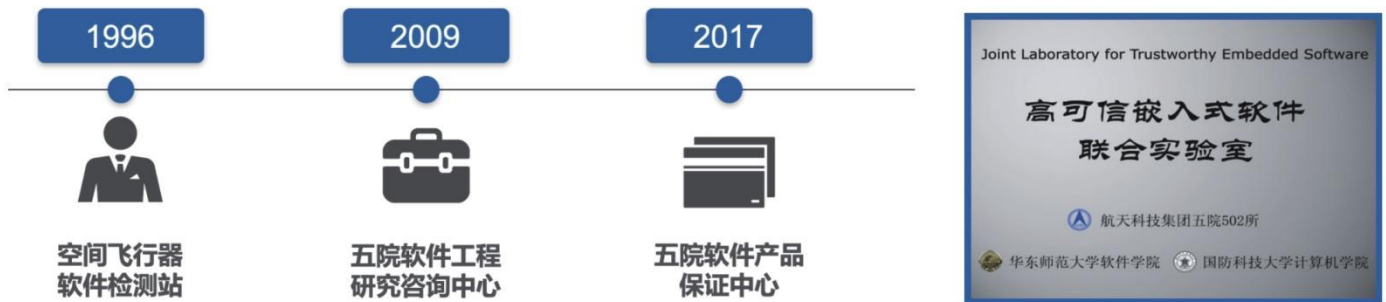 1996
2009
2017
空间飞行器
软件检测站
五院软件工程
研究咨询中心
五院软件产品
保证中心
Joint Laboratory for Trustworthy Embedded Software
高可信嵌入式软件
联合实验室
航天科技集团五院502所
华东师范大学软件学院 国防科技大学计算机学院